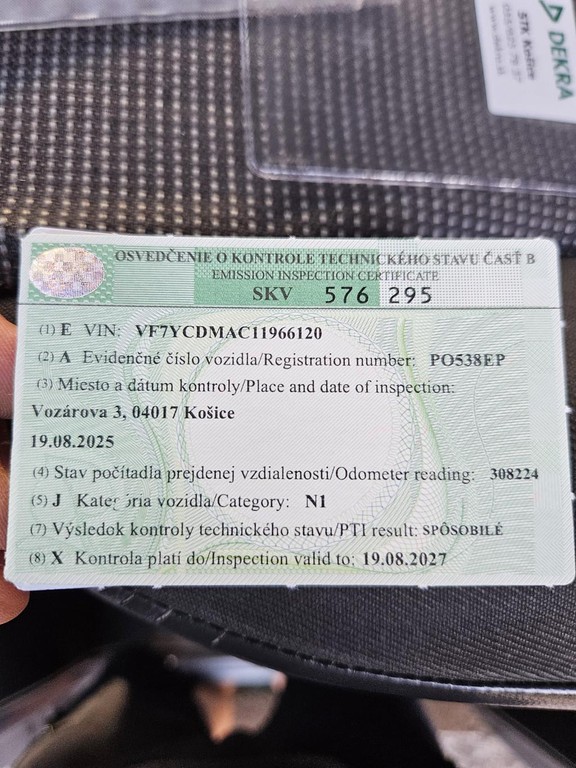 DEKRA
STK Košice
OSVEDČENIE O KONTROLE TECHNICKÉHO STAVU ČASŤ B
EMISSION INSPECTION CERTIFICATE
SKV 576 295
(1) E VIN: VF7YCDMAC11966120
(2) A Evidenčné číslo vozidla/Registration number: PO538EP
(3) Miesto a dátum kontroly/Place and date of inspection:
Vozárova 3, 04017 Košice
19.08.2025
(4) Stav počítadla prejdenej vzdialenosti/Odometer reading: 308224
(5) J Kategória vozidla/Category: N1
(7) Výsledok kontroly technického stavu/PTI result: SPÔSOBILÉ
(8) X Kontrola platí do/Inspection valid to: 19.08.2027